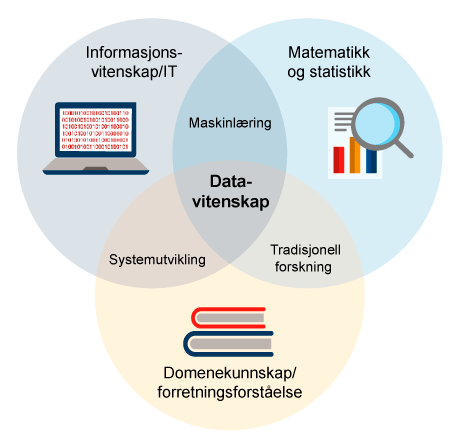 Informasjons-
vitenskap/IT
Matematikk
og statistikk
Maskinlæring
Data-
vitenskap
Systemutvikling
Tradisjonell
forskning
Domenekunnskap/
forretningsforståelse